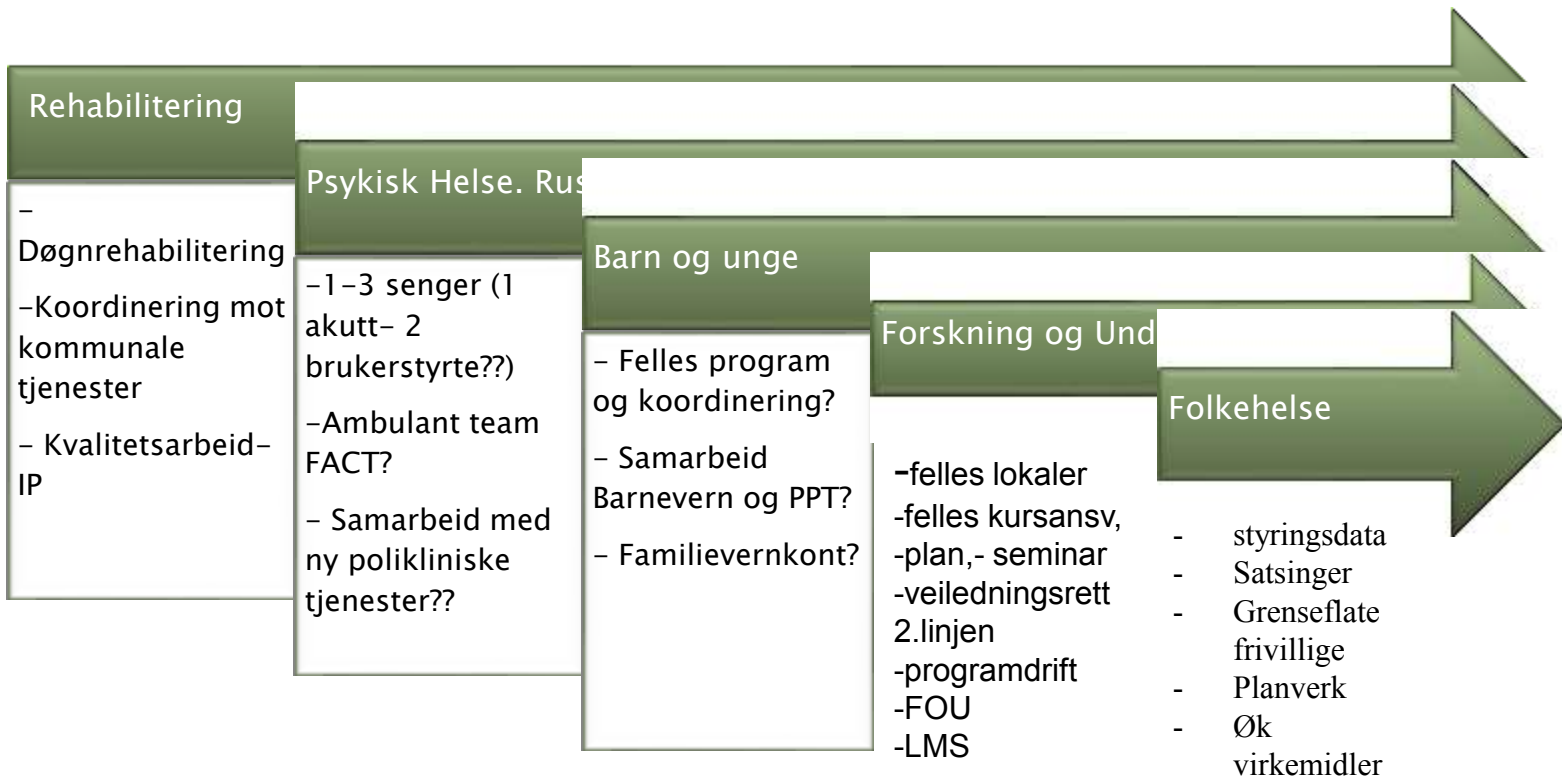 Rehabilitering
–
Døgnrehabilitering
–Koordinering mot
kommunale
tjenester
– Kvalitetsarbeid–
IP
Psykisk Helse. Rus
–1–3 senger (1
akutt– 2
brukerstyrte??)
–Ambulant team
FACT?
– Samarbeid med
ny polikliniske
tjenester??
Barn og unge
– Felles program
og koordinering?
– Samarbeid
Barnevern og PPT?
– Familievernkont?
Forskning og Und
-felles lokaler
-felles kursansv,
-plan,- seminar
-veiledningsrett
2.linjen
-programdrift
-FOU
-LMS
Folkehelse
- styringsdata
- Satsinger
- Grenseflate
frivillige
- Planverk
- Øk
virkemidler